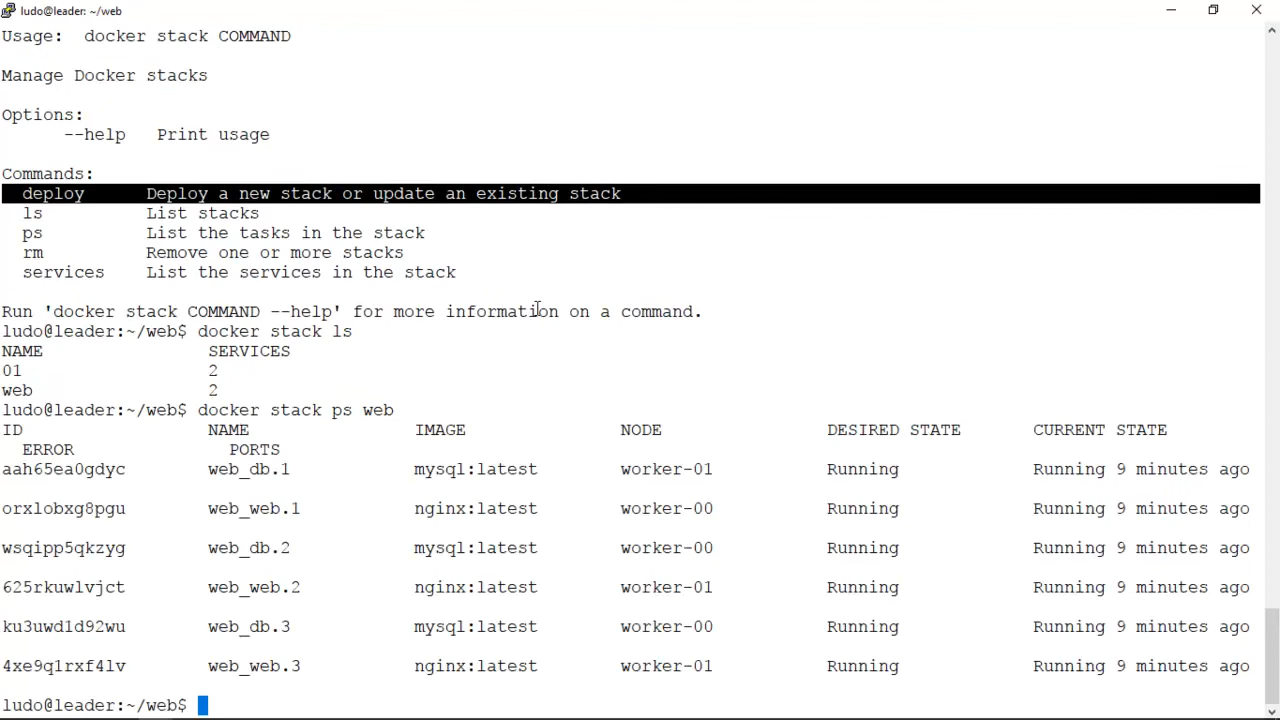 ludo@leader: ~/web
Usage:  docker stack COMMAND
Manage Docker stacks
Options:
      --help   Print usage
Commands:
  deploy      Deploy a new stack or update an existing stack
  ls          List stacks
  ps          List the tasks in the stack
  rm          Remove one or more stacks
  services    List the services in the stack
Run 'docker stack COMMAND --help' for more information on a command.
ludo@leader:~/web$ docker stack ls
NAME                SERVICES
01                  2
web                 2
ludo@leader:~/web$ docker stack ps web
ID                  NAME                IMAGE               NODE                DESIRED STATE       CURRENT STATE
  ERROR               PORTS
aah65ea0gdyc        web_db.1            mysql:latest        worker-01           Running             Running 9 minutes ago
orxlobxg8pgu        web_web.1           nginx:latest        worker-00           Running             Running 9 minutes ago
wsqipp5qkzyg        web_db.2            mysql:latest        worker-00           Running             Running 9 minutes ago
625rkuwlvjct        web_web.2           nginx:latest        worker-01           Running             Running 9 minutes ago
ku3uwd1d92wu        web_db.3            mysql:latest        worker-00           Running             Running 9 minutes ago
4xe9q1rxf4lv        web_web.3           nginx:latest        worker-01           Running             Running 9 minutes ago
ludo@leader:~/web$